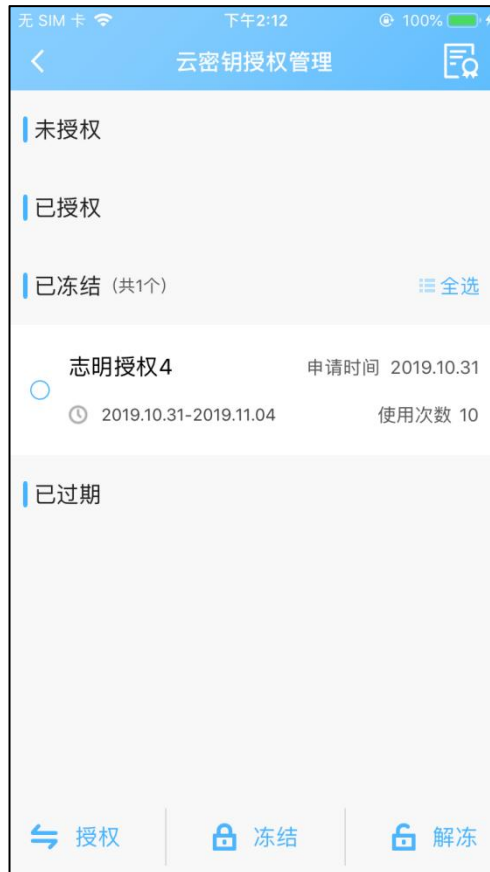 无 SIM 卡 下午2:12 100%
云密钥授权管理
未授权
已授权
已冻结 (共1个) 全选
志明授权4 申请时间 2019.10.31
2019.10.31-2019.11.04 使用次数 10
已过期
授权 冻结 解冻